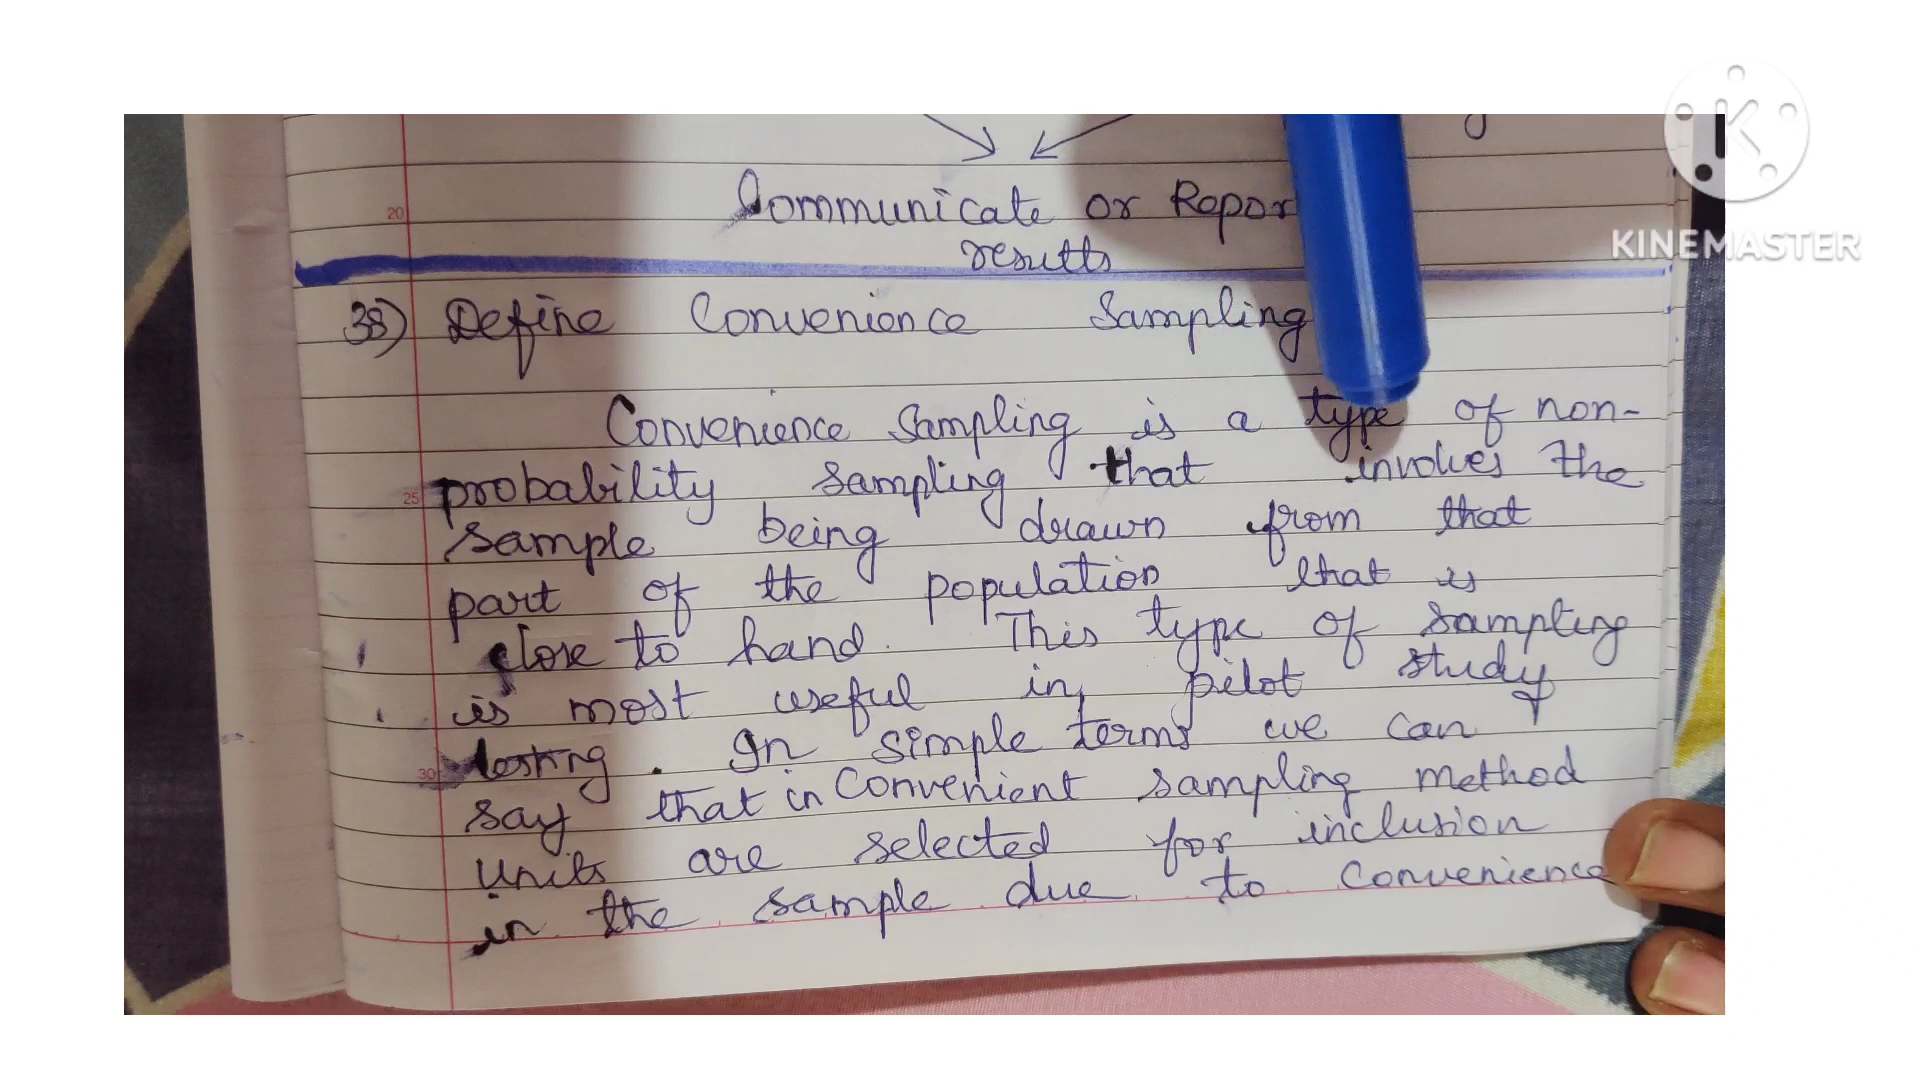 Communicate or Repor
results
38) Define Convenience Sampling
Convenience Sampling is a type of non-
probability sampling that involves the
sample being drawn from that
part of the population that is
close to hand. This type of sampling
is most useful in pilot study
testing. In simple terms we can
say that in Convenient sampling method
units are selected for inclusion
in the sample due to convenience
20
25
30
K
KINEMASTER